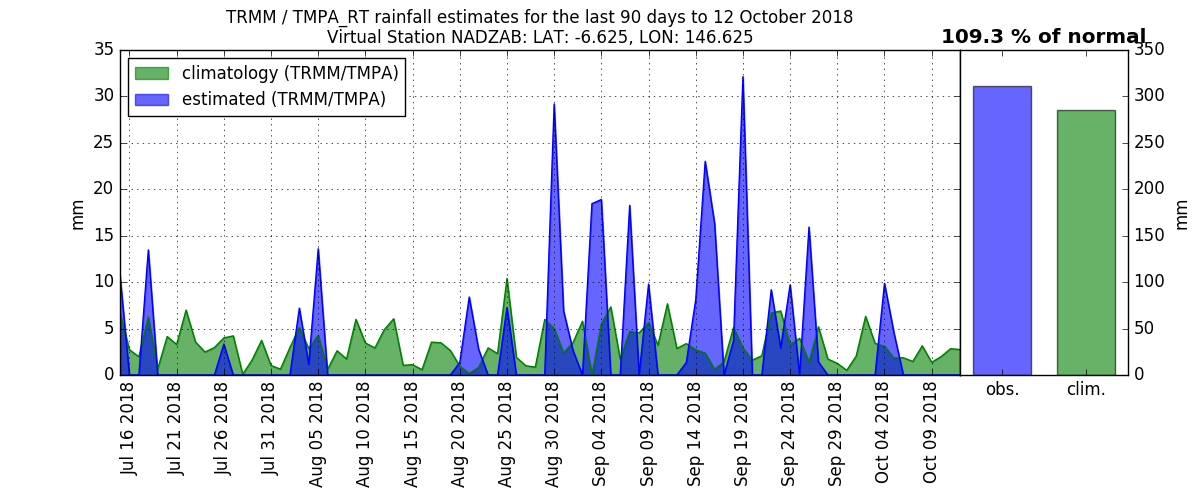 TRMM / TMPA_RT rainfall estimates for the last 90 days to 12 October 2018
Virtual Station NADZAB: LAT: -6.625, LON: 146.625
109.3 % of normal
climatology (TRMM/TMPA)
estimated (TRMM/TMPA)
35
30
25
20
15
10
5
0
mm
350
300
250
200
150
100
50
0
mm
Jul 16 2018
Jul 21 2018
Jul 26 2018
Jul 31 2018
Aug 05 2018
Aug 10 2018
Aug 15 2018
Aug 20 2018
Aug 25 2018
Aug 30 2018
Sep 04 2018
Sep 09 2018
Sep 14 2018
Sep 19 2018
Sep 24 2018
Sep 29 2018
Oct 04 2018
Oct 09 2018
obs.
clim.